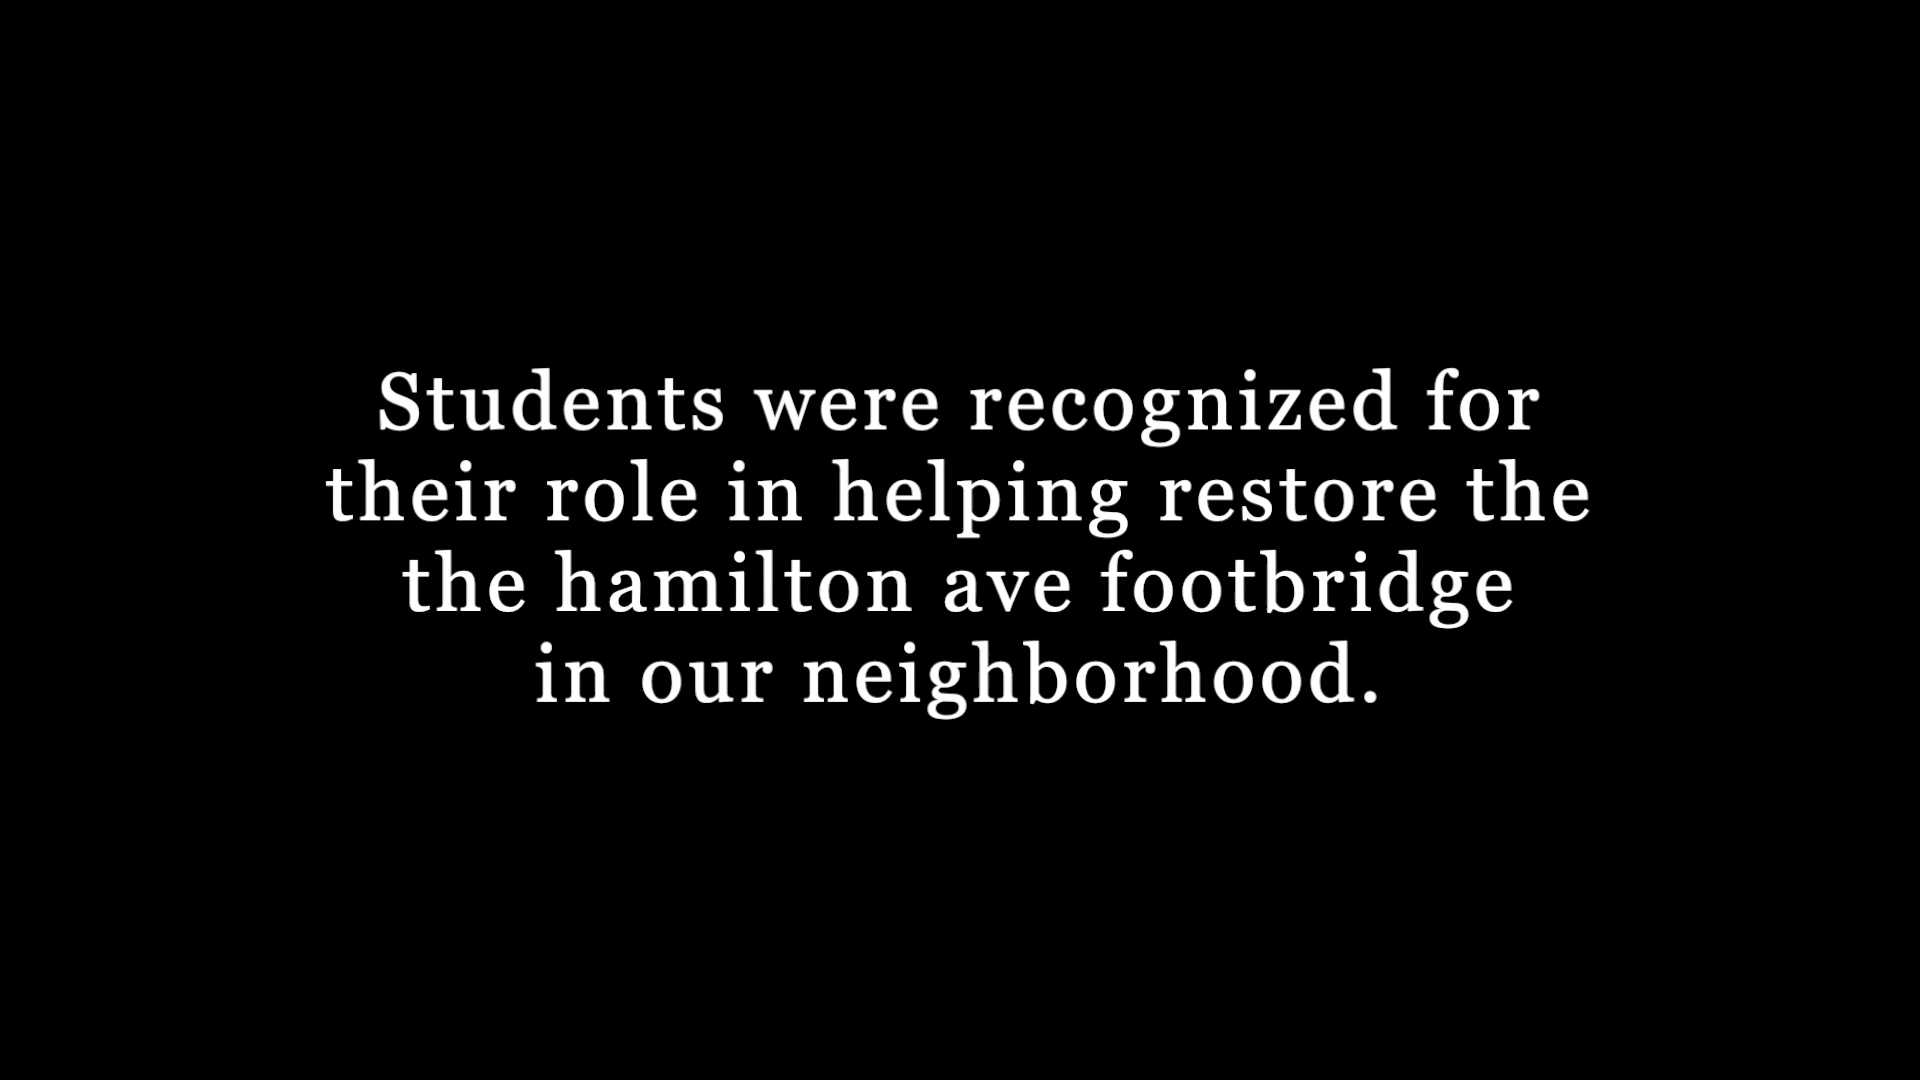 Students were recognized for
their role in helping restore the
the hamilton ave footbridge
in our neighborhood.